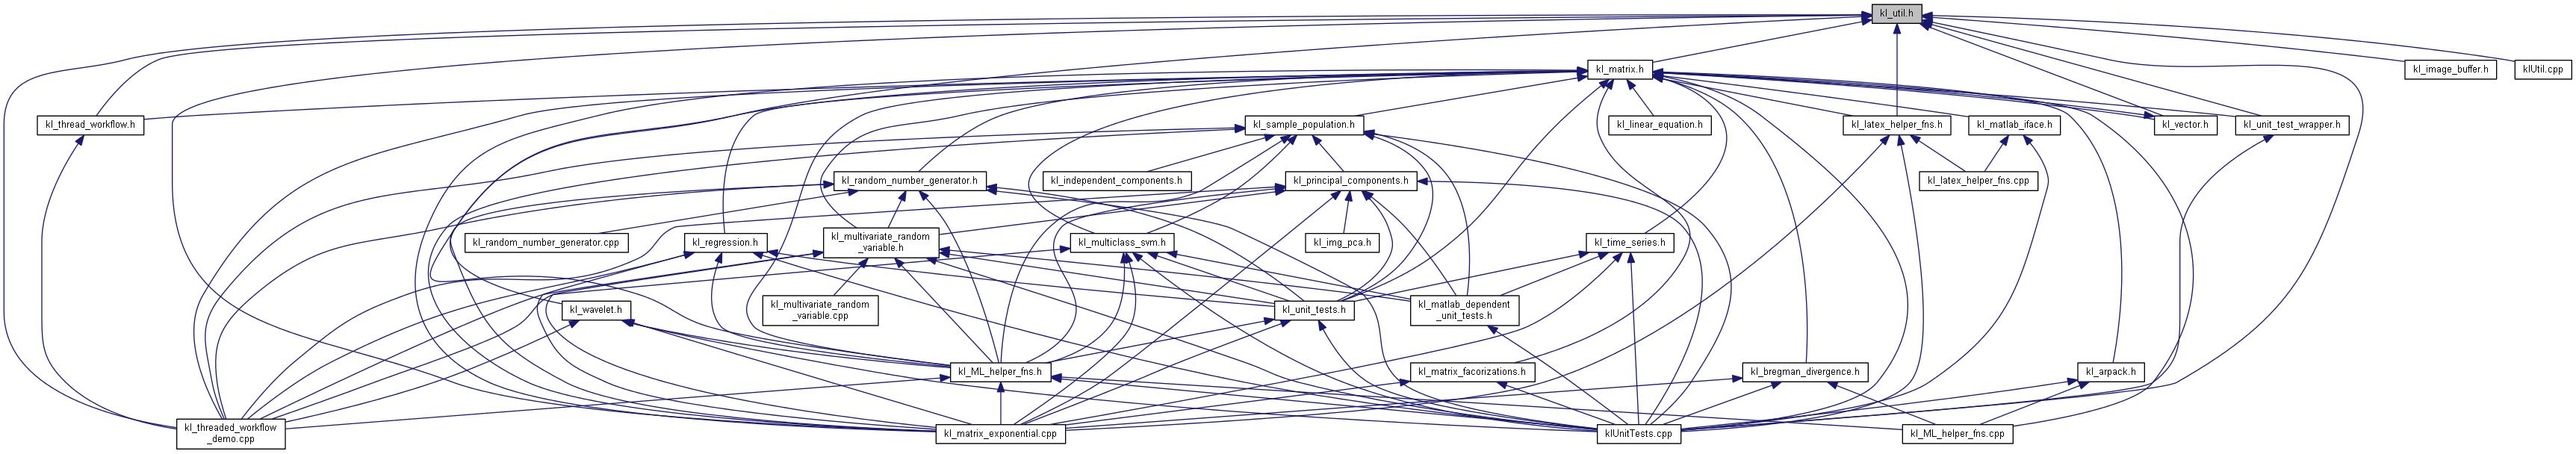 kl_util.h
kl_matrix.h
kl_image_buffer.h
klUtil.cpp
kl_thread_workflow.h
kl_sample_population.h
kl_linear_equation.h
kl_latex_helper_fns.h
kl_matlab_iface.h
kl_vector.h
kl_unit_test_wrapper.h
kl_random_number_generator.h
kl_independent_components.h
kl_principal_components.h
kl_latex_helper_fns.cpp
kl_random_number_generator.cpp
kl_regression.h
kl_multivariate_random
_variable.h
kl_multiclass_svm.h
kl_img_pca.h
kl_time_series.h
kl_wavelet.h
kl_multivariate_random
_variable.cpp
kl_unit_tests.h
kl_matlab_dependent
_unit_tests.h
kl_ML_helper_fns.h
kl_matrix_factorizations.h
kl_bregman_divergence.h
kl_arpack.h
kl_threaded_workflow
_demo.cpp
kl_matrix_exponential.cpp
klUnitTests.cpp
kl_ML_helper_fns.cpp